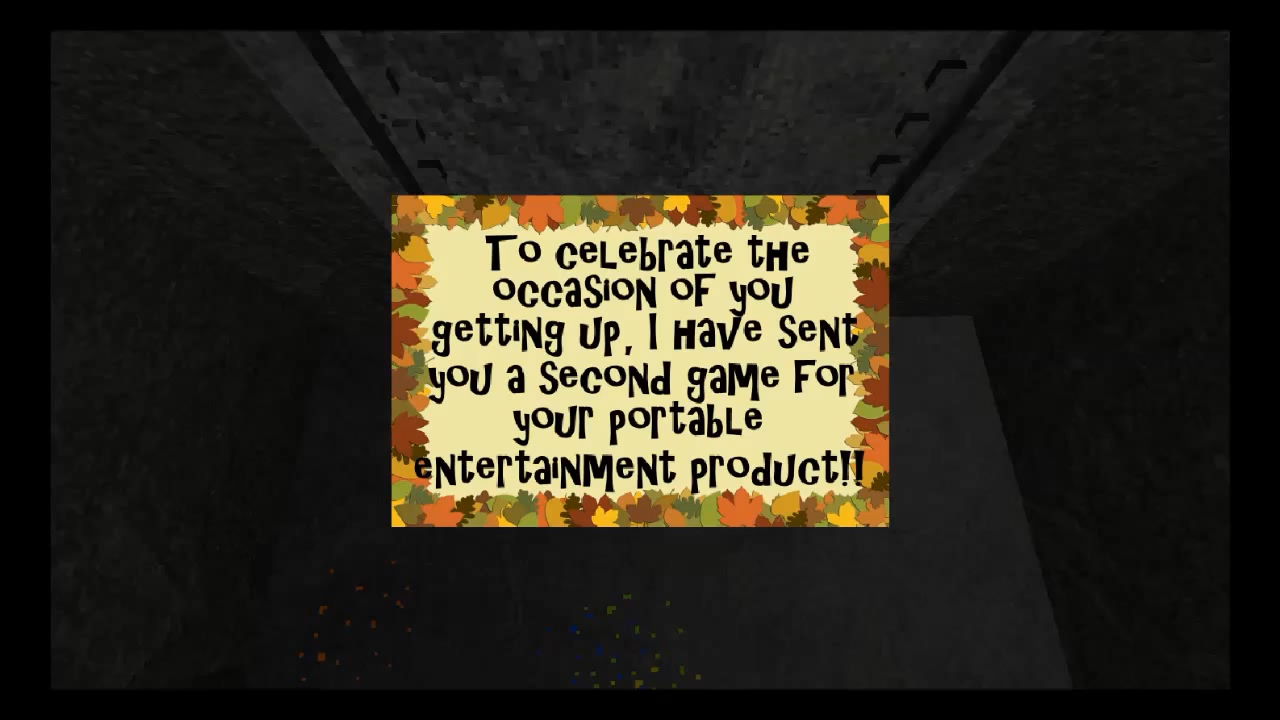 To celebrate the
occasion of you
getting up, I have sent
you a second game for
your portable
entertainment product!!